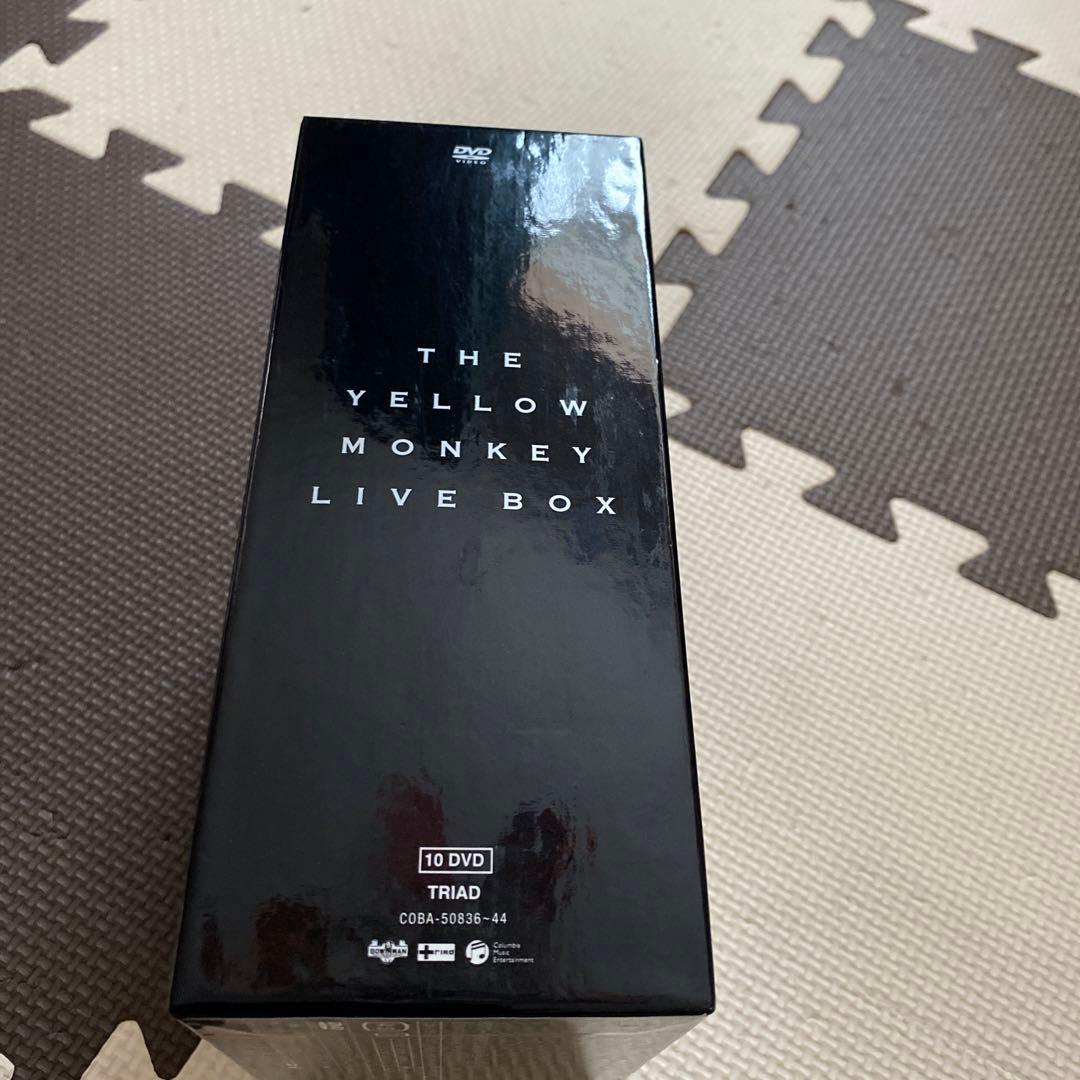 DVD
VIDEO
THE
YELLOW
MONKEY
LIVE BOX
10 DVD
TRIAD
COBA-50836~44
Columbia
Music
Entertainment